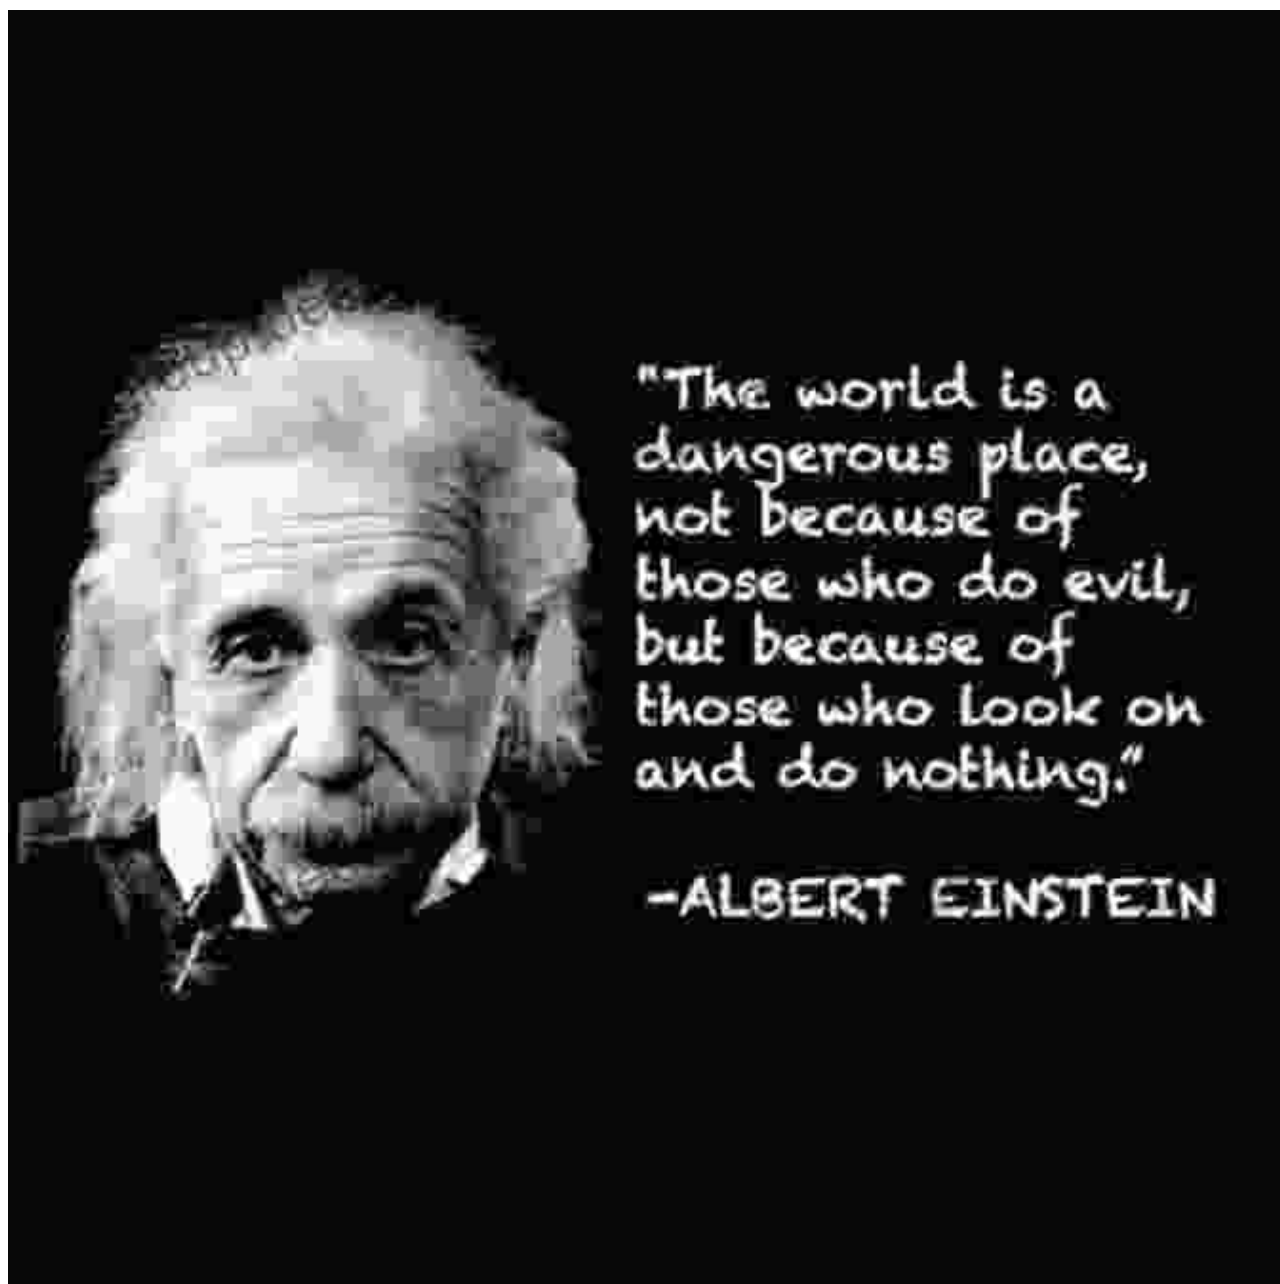 "The world is a
dangerous place,
not because of
those who do evil,
but because of
those who look on
and do nothing."
-ALBERT EINSTEIN